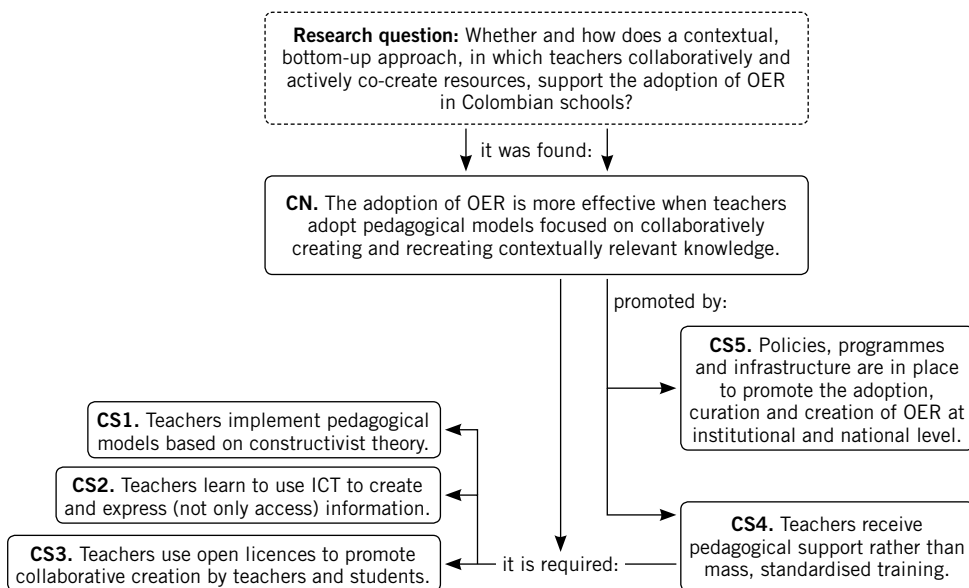 Research question: Whether and how does a contextual,
bottom-up approach, in which teachers collaboratively and
actively co-create resources, support the adoption of OER
in Colombian schools?
it was found:
CN. The adoption of OER is more effective when teachers
adopt pedagogical models focused on collaboratively
creating and recreating contextually relevant knowledge.
promoted by:
CS5. Policies, programmes
and infrastructure are in place
to promote the adoption,
curation and creation of OER at
institutional and national level.
CS1. Teachers implement pedagogical
models based on constructivist theory.
CS2. Teachers learn to use ICT to create
and express (not only access) information.
CS3. Teachers use open licences to promote
collaborative creation by teachers and students.
it is required:
CS4. Teachers receive
pedagogical support rather than
mass, standardised training.